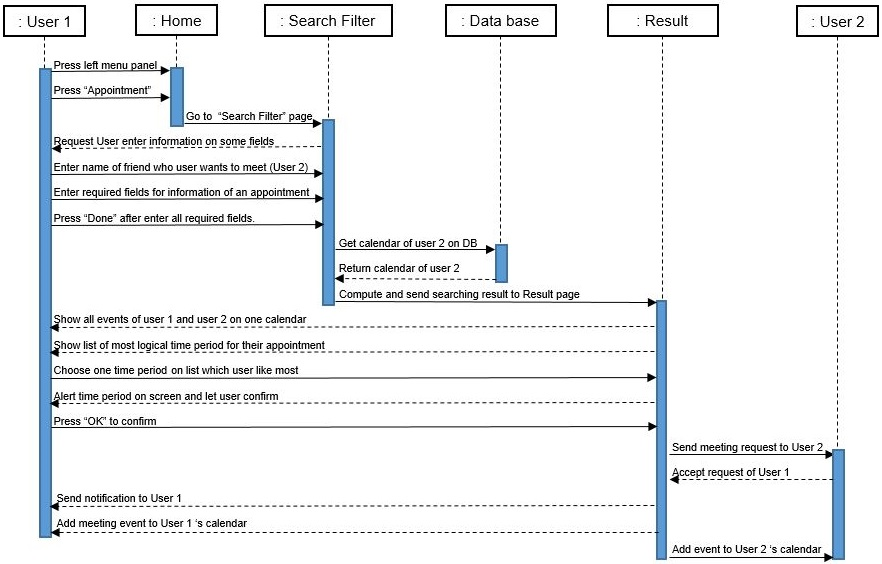 : User 1
: Home
: Search Filter
: Data base
: Result
: User 2
Press left menu panel
Press “Appointment”
Go to “Search Filter” page
Request User enter information on some fields
Enter name of friend who user wants to meet (User 2)
Enter required fields for information of an appointment
Press “Done” after enter all required fields.
Get calendar of user 2 on DB
Return calendar of user 2
Compute and send searching result to Result page
Show all events of user 1 and user 2 on one calendar
Show list of most logical time period for their appointment
Choose one time period on list which user like most
Alert time period on screen and let user confirm
Press “OK” to confirm
Send meeting request to User 2
Accept request of User 1
Send notification to User 1
Add meeting event to User 1 ‘s calendar
Add event to User 2 ‘s calendar